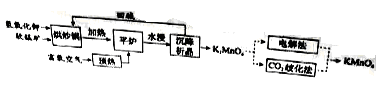 氢氧化钾
软锰矿
烘炒锅
加热
平炉
水浸
沉降
析晶
K₂MnO₄
电解法
CO₂歧化法
KMnO₄
富氧空气
预热